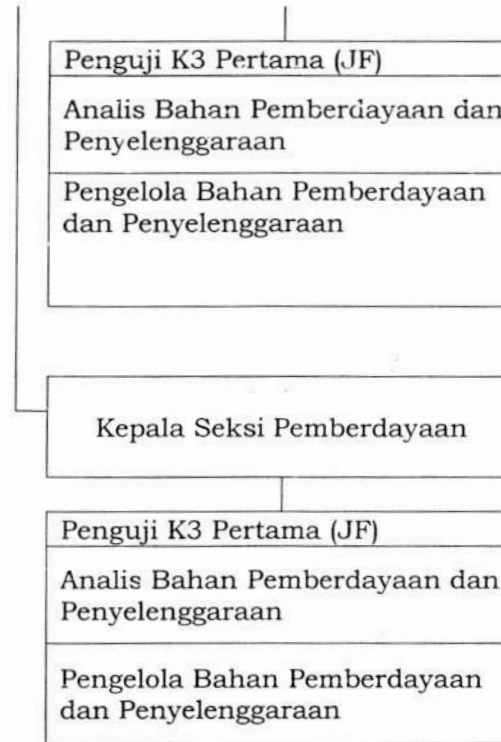 Penguji K3 Pertama (JF)
Analis Bahan Pemberdayaan dan
Penyelenggaraan
Pengelola Bahan Pemberdayaan
dan Penyelenggaraan
Kepala Seksi Pemberdayaan
Penguji K3 Pertama (JF)
Analis Bahan Pemberdayaan dan
Penyelenggaraan
Pengelola Bahan Pemberdayaan
dan Penyelenggaraan